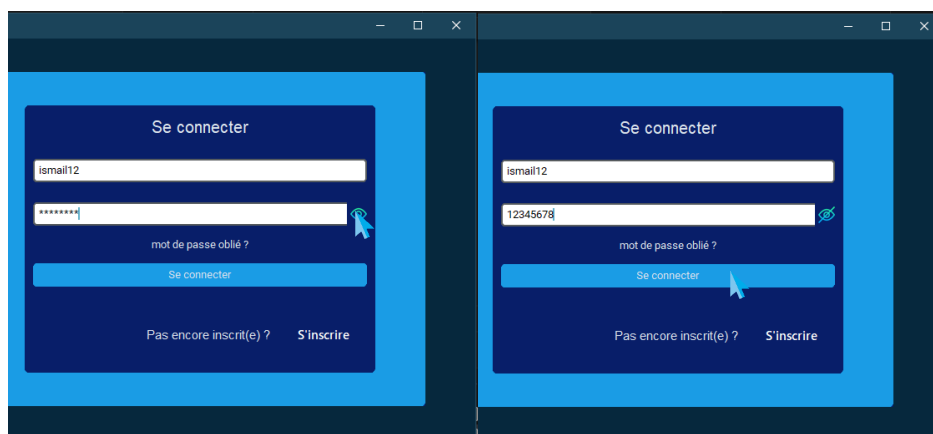 Se connecter
ismail12
********
mot de passe oblié ?
Se connecter
Pas encore inscrit(e) ? S'inscrire
Se connecter
ismail12
12345678
mot de passe oblié ?
Se connecter
Pas encore inscrit(e) ? S'inscrire